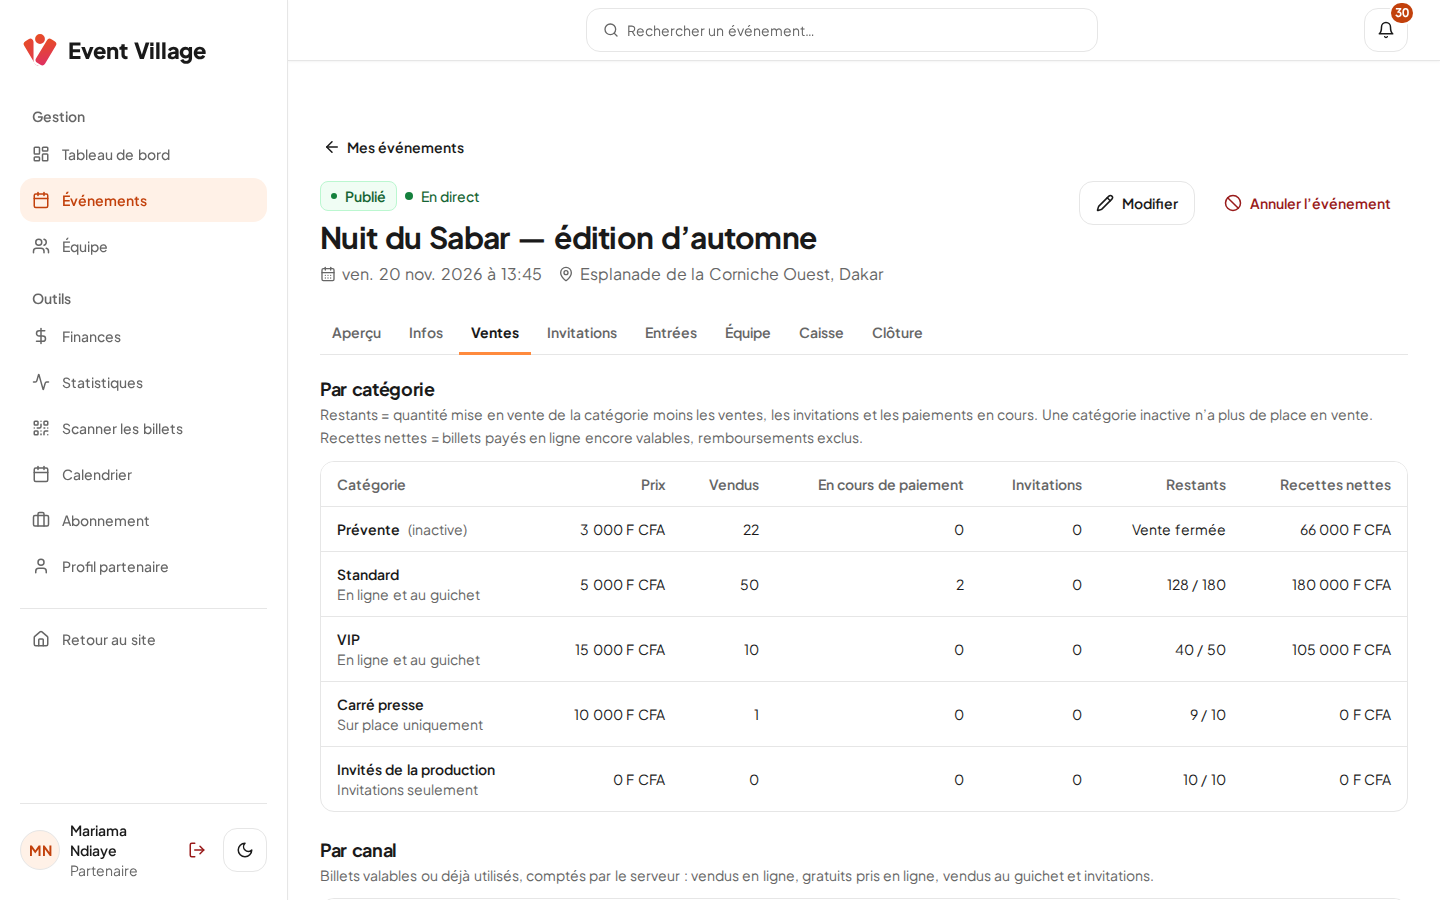 Event Village
Rechercher un événement…
30
Gestion
Tableau de bord
Événements
Équipe
Outils
Finances
Statistiques
Scanner les billets
Calendrier
Abonnement
Profil partenaire
Retour au site
MN
Mariama Ndiaye
Partenaire
Mes événements
Publié
En direct
Modifier
Annuler l’événement
Nuit du Sabar — édition d’automne
ven. 20 nov. 2026 à 13:45 Esplanade de la Corniche Ouest, Dakar
Aperçu Infos Ventes Invitations Entrées Équipe Caisse Clôture
Par catégorie
Restants = quantité mise en vente de la catégorie moins les ventes, les invitations et les paiements en cours. Une catégorie inactive n’a plus de place en vente.
Recettes nettes = billets payés en ligne encore valables, remboursements exclus.
Catégorie Prix Vendus En cours de paiement Invitations Restants Recettes nettes
Prévente (inactive) 3 000 F CFA 22 0 0 Vente fermée 66 000 F CFA
Standard
En ligne et au guichet 5 000 F CFA 50 2 0 128 / 180 180 000 F CFA
VIP
En ligne et au guichet 15 000 F CFA 10 0 0 40 / 50 105 000 F CFA
Carré presse
Sur place uniquement 10 000 F CFA 1 0 0 9 / 10 0 F CFA
Invités de la production
Invitations seulement 0 F CFA 0 0 0 10 / 10 0 F CFA
Par canal
Billets valables ou déjà utilisés, comptés par le serveur : vendus en ligne, gratuits pris en ligne, vendus au guichet et invitations.